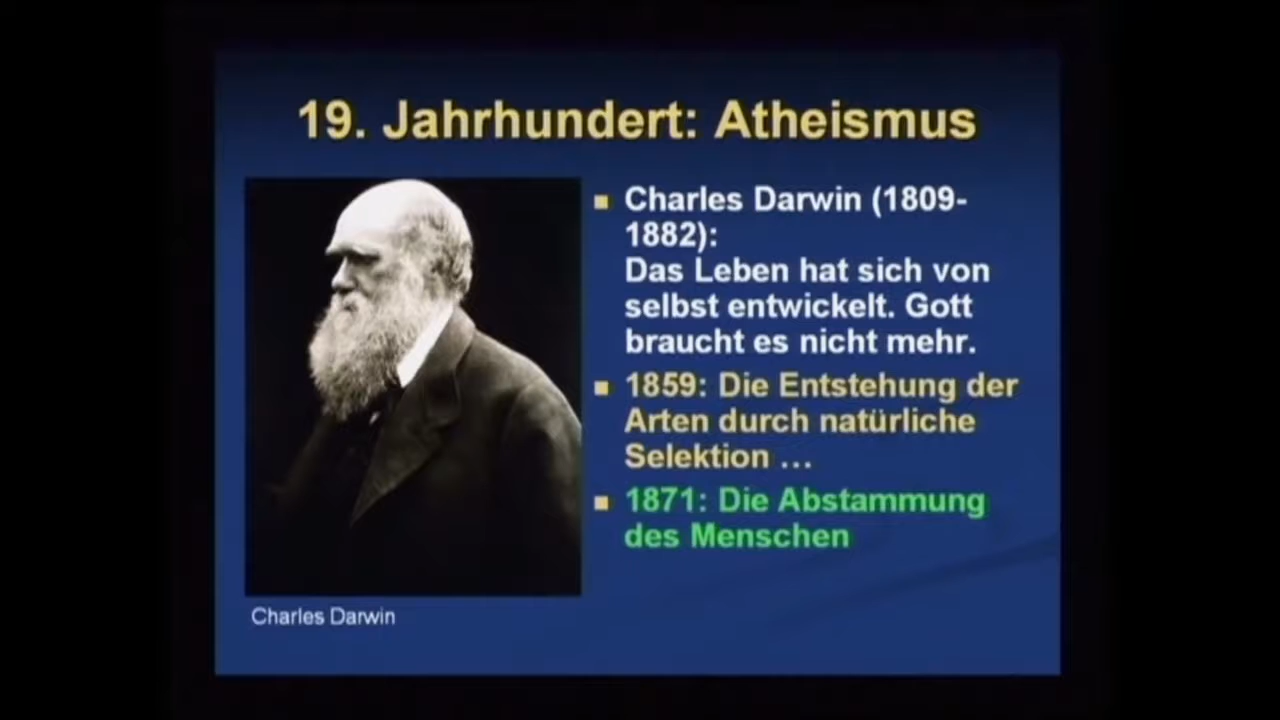 19. Jahrhundert: Atheismus
Charles Darwin (1809-
1882):
Das Leben hat sich von
selbst entwickelt. Gott
braucht es nicht mehr.
1859: Die Entstehung der
Arten durch natürliche
Selektion ...
1871: Die Abstammung
des Menschen
Charles Darwin